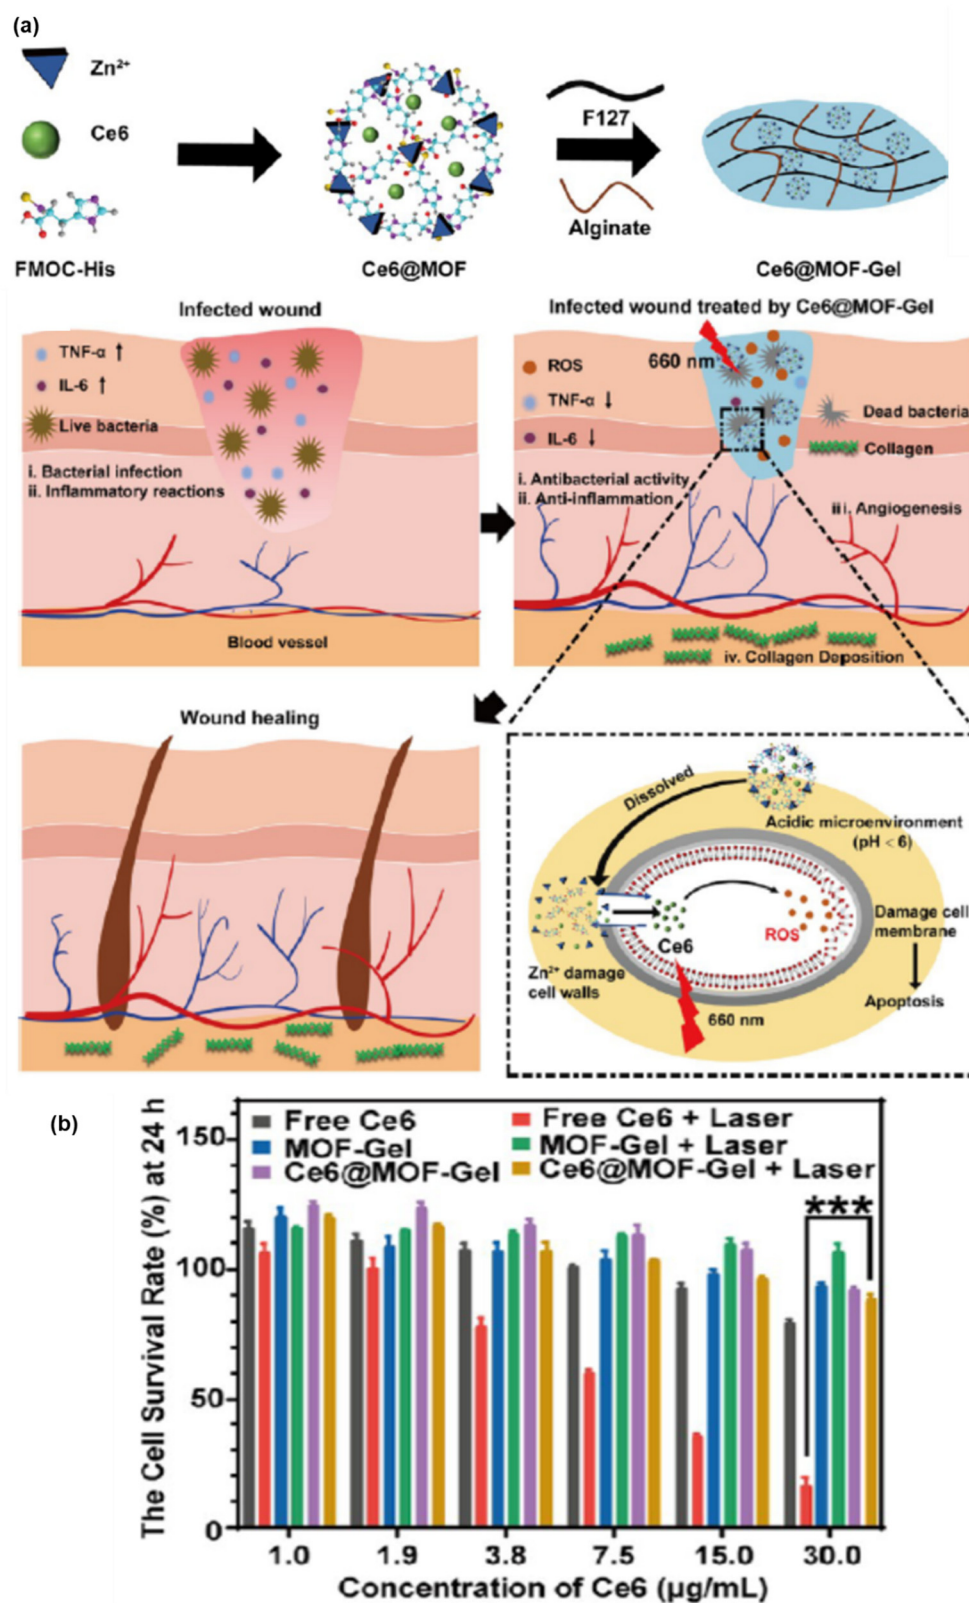 (a)
Zn²⁺
Ce6
FMOC-His
Ce6@MOF
F127
Alginate
Ce6@MOF-Gel
Infected wound
TNF-α ↑
IL-6 ↑
Live bacteria
i. Bacterial infection
ii. Inflammatory reactions
Blood vessel
Infected wound treated by Ce6@MOF-Gel
660 nm
ROS
TNF-α ↓
IL-6 ↓
Dead bacteria
Collagen
i. Antibacterial activity
ii. Anti-inflammation
iii. Angiogenesis
iv. Collagen Deposition
Wound healing
Dissolved
Acidic microenvironment
(pH < 6)
Ce6
ROS
Zn²⁺ damage
cell walls
660 nm
Damage cell
membrane
Apoptosis
(b)
The Cell Survival Rate (%) at 24 h
Free Ce6
Free Ce6 + Laser
MOF-Gel
MOF-Gel + Laser
Ce6@MOF-Gel
Ce6@MOF-Gel + Laser
***
150
100
50
0
1.0 1.9 3.8 7.5 15.0 30.0
Concentration of Ce6 (μg/mL)